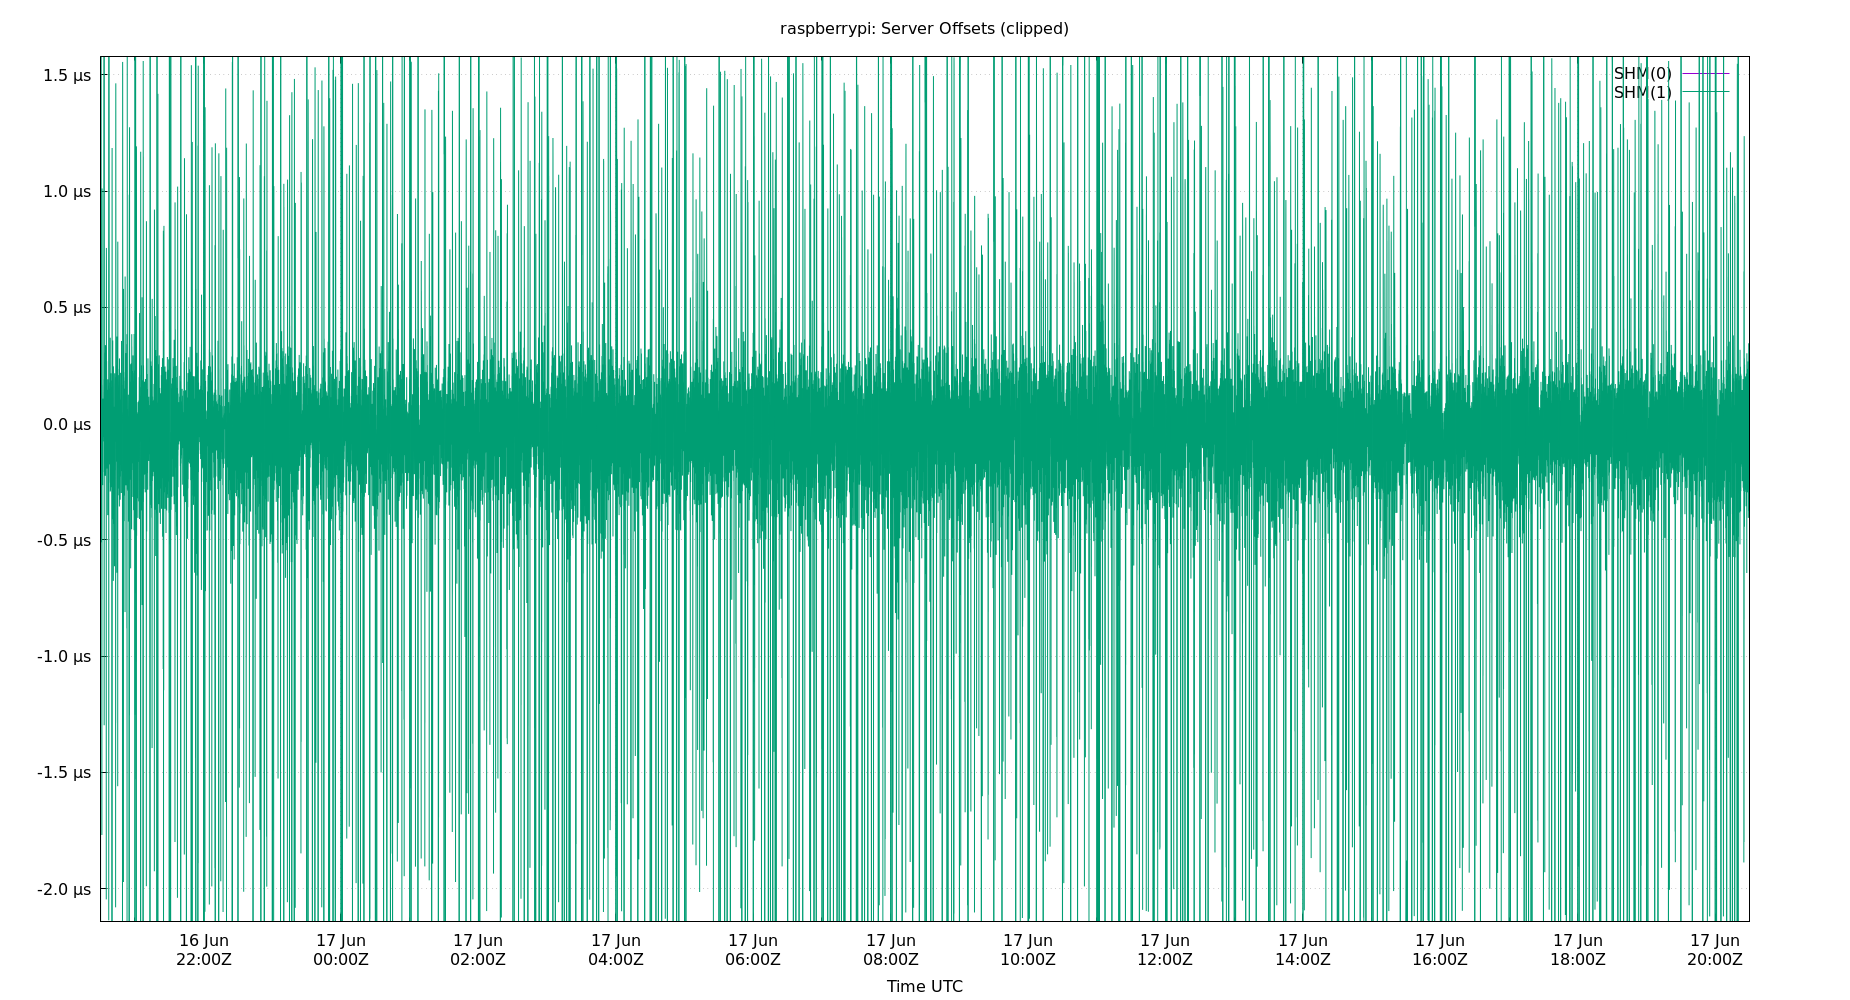 raspberrypi: Server Offsets (clipped)
SHM(0)
SHM(1)
1.5 µs
1.0 µs
0.5 µs
0.0 µs
-0.5 µs
-1.0 µs
-1.5 µs
-2.0 µs
16 Jun 17 Jun 17 Jun 17 Jun 17 Jun 17 Jun 17 Jun 17 Jun 17 Jun 17 Jun 17 Jun 17 Jun
22:00Z 00:00Z 02:00Z 04:00Z 06:00Z 08:00Z 10:00Z 12:00Z 14:00Z 16:00Z 18:00Z 20:00Z
Time UTC